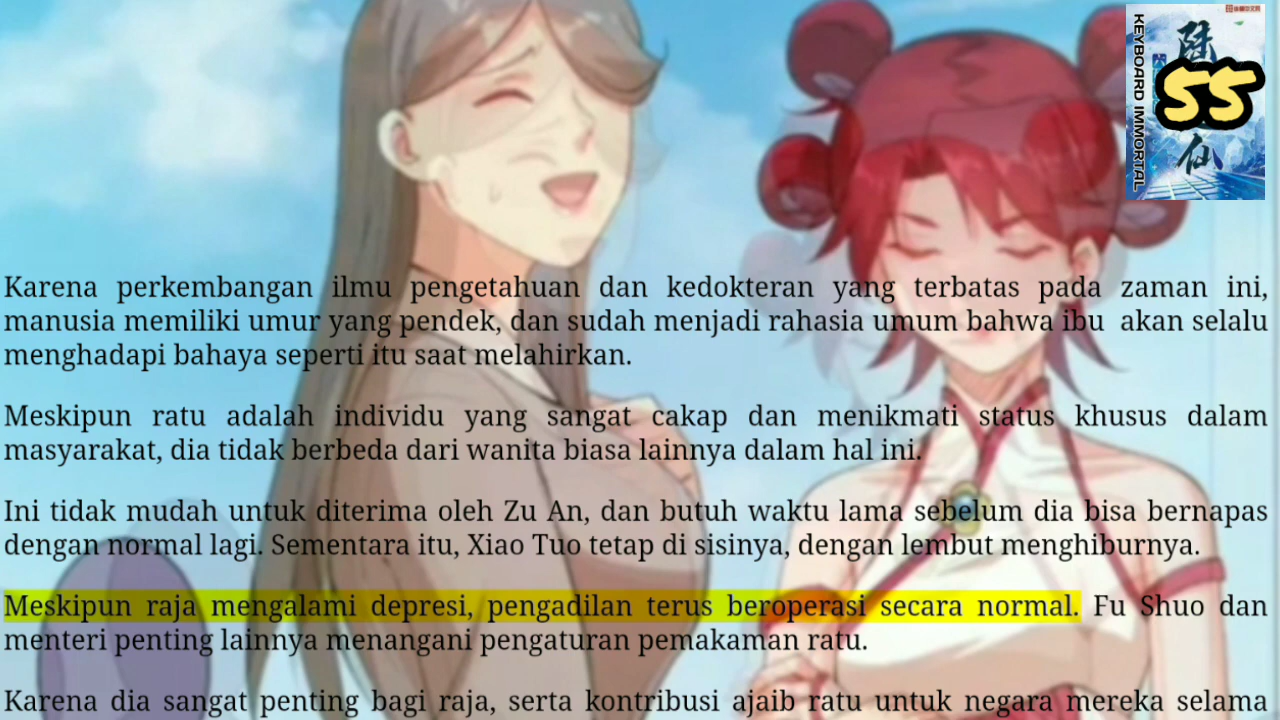 KEYBOARD IMMORTAL
陆
仙
55
Karena perkembangan ilmu pengetahuan dan kedokteran yang terbatas pada zaman ini,
manusia memiliki umur yang pendek, dan sudah menjadi rahasia umum bahwa ibu akan selalu
menghadapi bahaya seperti itu saat melahirkan.
Meskipun ratu adalah individu yang sangat cakap dan menikmati status khusus dalam
masyarakat, dia tidak berbeda dari wanita biasa lainnya dalam hal ini.
Ini tidak mudah untuk diterima oleh Zu An, dan butuh waktu lama sebelum dia bisa bernapas
dengan normal lagi. Sementara itu, Xiao Tuo tetap di sisinya, dengan lembut menghiburnya.
Meskipun raja mengalami depresi, pengadilan terus beroperasi secara normal. Fu Shuo dan
menteri penting lainnya menangani pengaturan pemakaman ratu.
Karena dia sangat penting bagi raja, serta kontribusi ajaib ratu untuk negara mereka selama